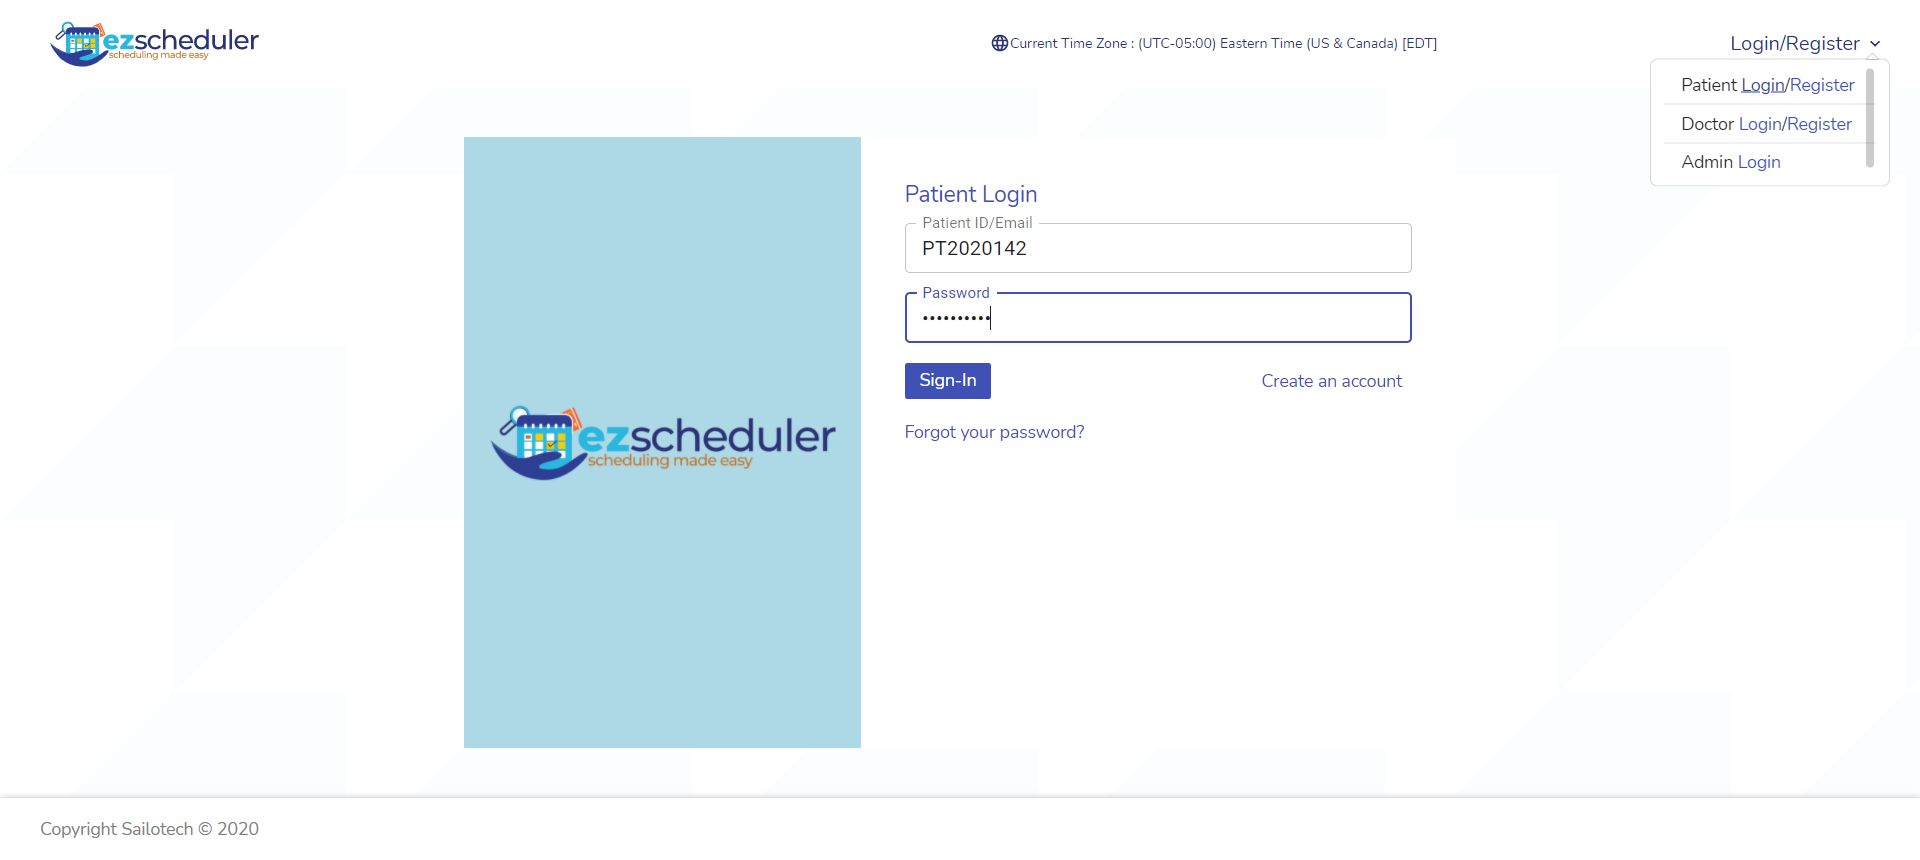 ezscheduler
scheduling made easy
Current Time Zone : (UTC-05:00) Eastern Time (US & Canada) [EDT]
Login/Register
Patient Login/Register
Doctor Login/Register
Admin Login
ezscheduler
scheduling made easy
Patient Login
Patient ID/Email
PT2020142
Password
••••••••••
Sign-In
Create an account
Forgot your password?
Copyright Sailotech © 2020